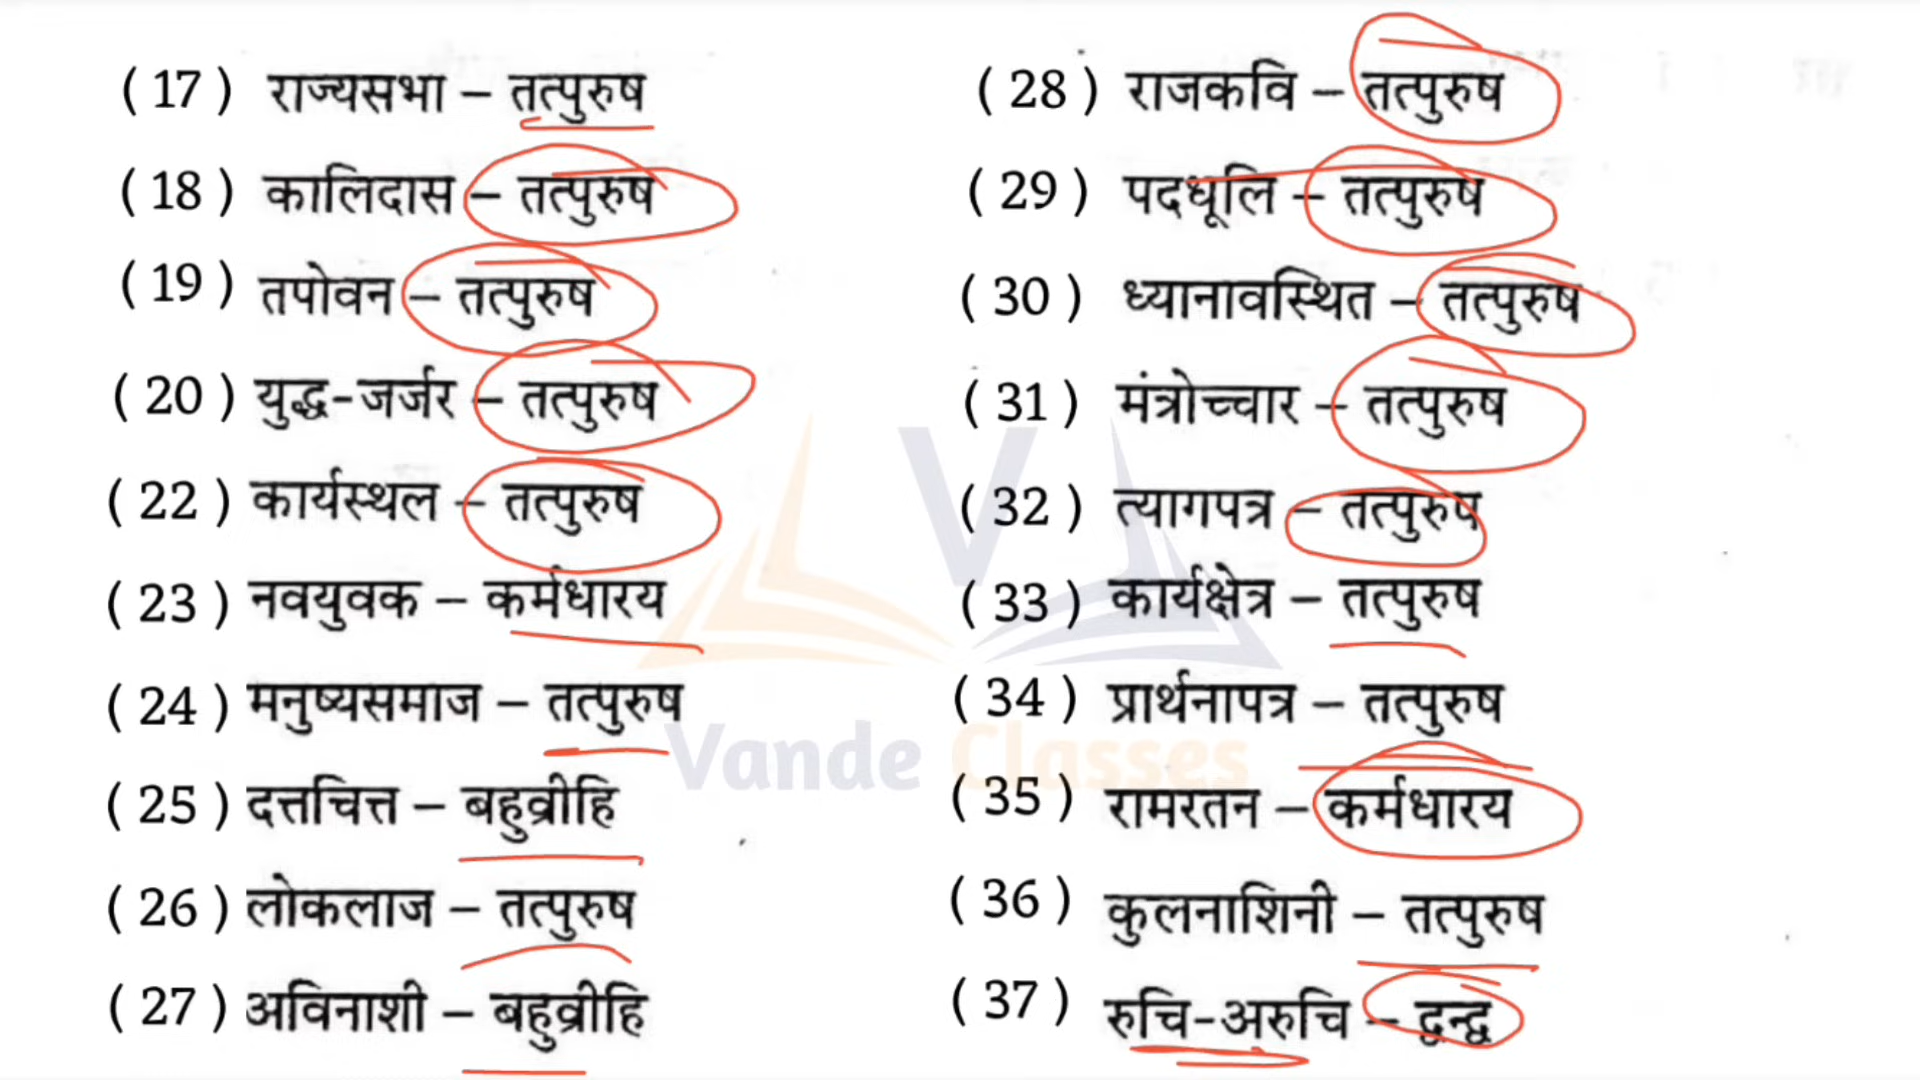 ( 17 ) राज्यसभा – तत्पुरुष
( 18 ) कालिदास – तत्पुरुष
( 19 ) तपोवन – तत्पुरुष
( 20 ) युद्ध-जर्जर – तत्पुरुष
( 22 ) कार्यस्थल – तत्पुरुष
( 23 ) नवयुवक – कर्मधारय
( 24 ) मनुष्यसमाज – तत्पुरुष
( 25 ) दत्तचित्त – बहुव्रीहि
( 26 ) लोकलाज – तत्पुरुष
( 27 ) अविनाशी – बहुव्रीहि
( 28 ) राजकवि – तत्पुरुष
( 29 ) पदधूलि – तत्पुरुष
( 30 ) ध्यानावस्थित – तत्पुरुष
( 31 ) मंत्रोच्चार – तत्पुरुष
( 32 ) त्यागपत्र – तत्पुरुष
( 33 ) कार्यक्षेत्र – तत्पुरुष
( 34 ) प्रार्थनापत्र – तत्पुरुष
( 35 ) रामरतन – कर्मधारय
( 36 ) कुलनाशिनी – तत्पुरुष
( 37 ) रुचि-अरुचि – द्वन्द्व
V
Vande Classes